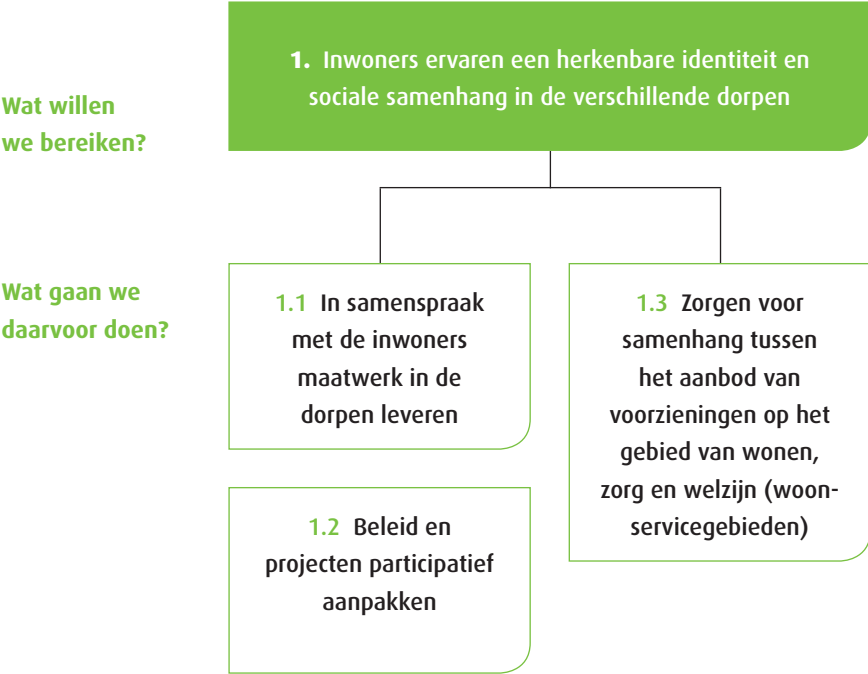 Wat willen
we bereiken?
1. Inwoners ervaren een herkenbare identiteit en
sociale samenhang in de verschillende dorpen
Wat gaan we
daarvoor doen?
1.1 In samenspraak
met de inwoners
maatwerk in de
dorpen leveren
1.2 Beleid en
projecten participatief
aanpakken
1.3 Zorgen voor
samenhang tussen
het aanbod van
voorzieningen op het
gebied van wonen,
zorg en welzijn (woon-
servicegebieden)